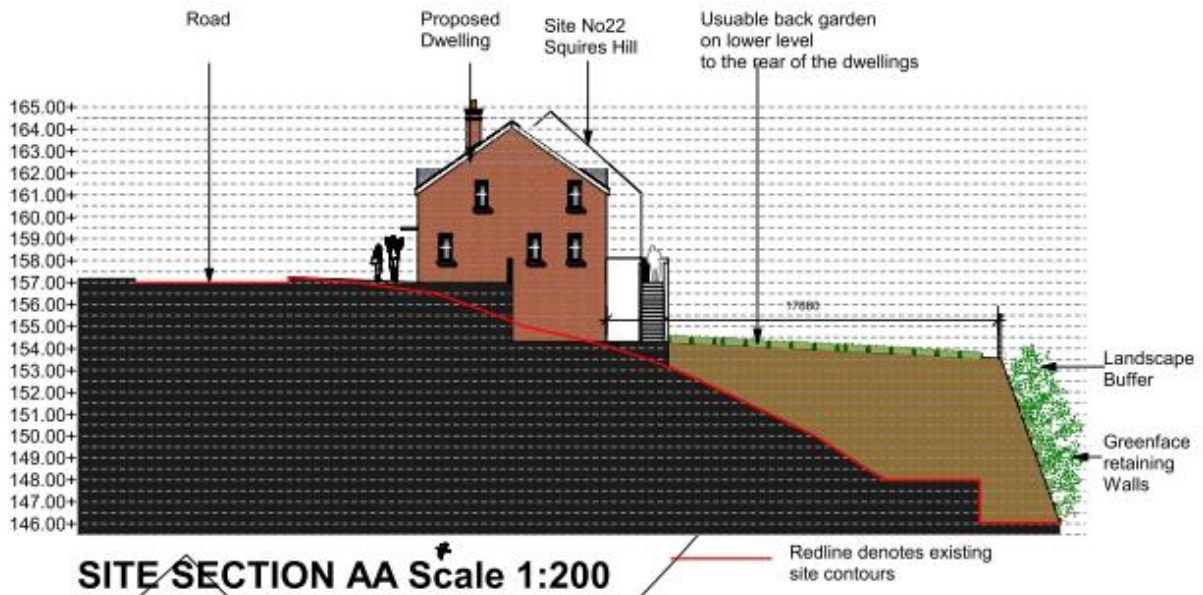 Road
Proposed
Dwelling
Site No22
Squires Hill
Usuable back garden
on lower level
to the rear of the dwellings
165.00+
164.00+
163.00+
162.00+
161.00+
160.00+
159.00+
158.00+
157.00+
156.00+
155.00+
154.00+
153.00+
152.00+
151.00+
150.00+
149.00+
148.00+
147.00+
146.00+
17880
Landscape
Buffer
Greenface
retaining
Walls
SITE SECTION AA Scale 1:200
Redline denotes existing
site contours